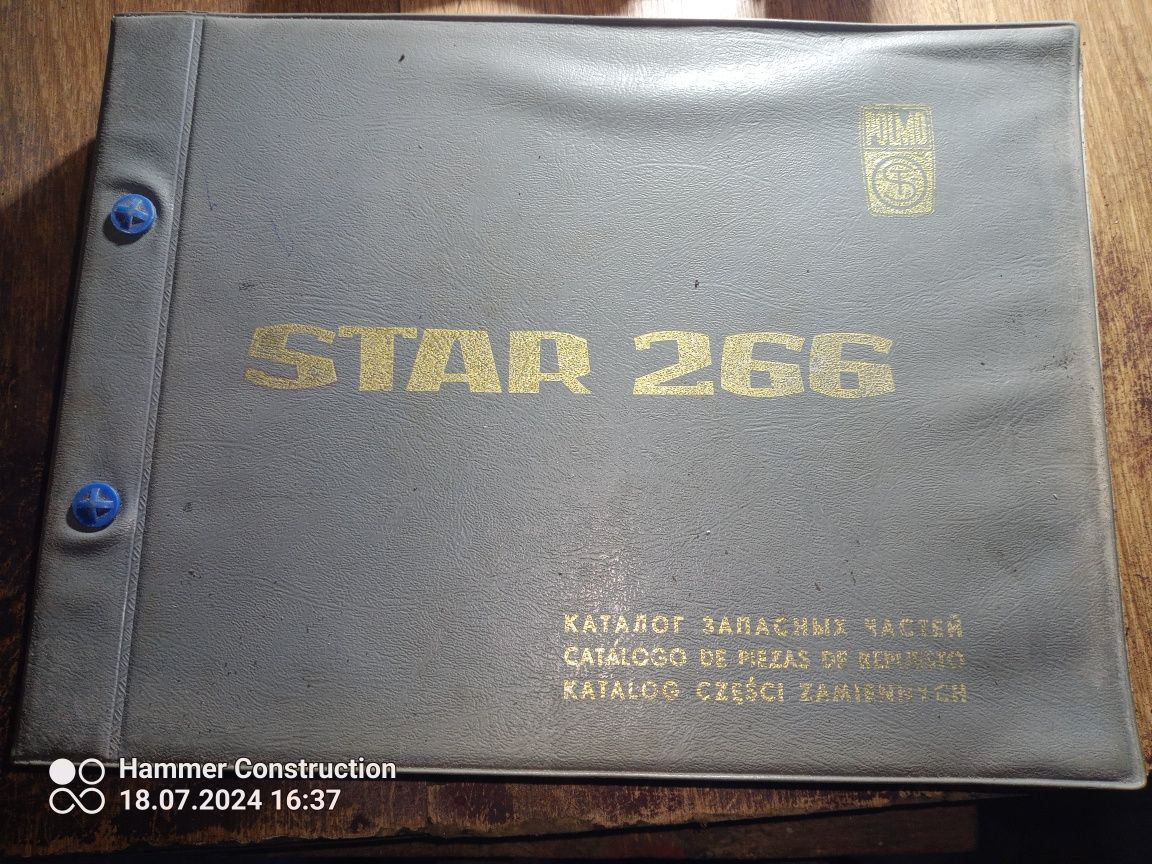 POLMO
STAR 266
КАТАЛОГ ЗАПАСНЫХ ЧАСТЕЙ
CATÁLOGO DE PIEZAS DE REPUESTO
KATALOG CZĘŚCI ZAMIENNYCH
Hammer Construction
18.07.2024 16:37